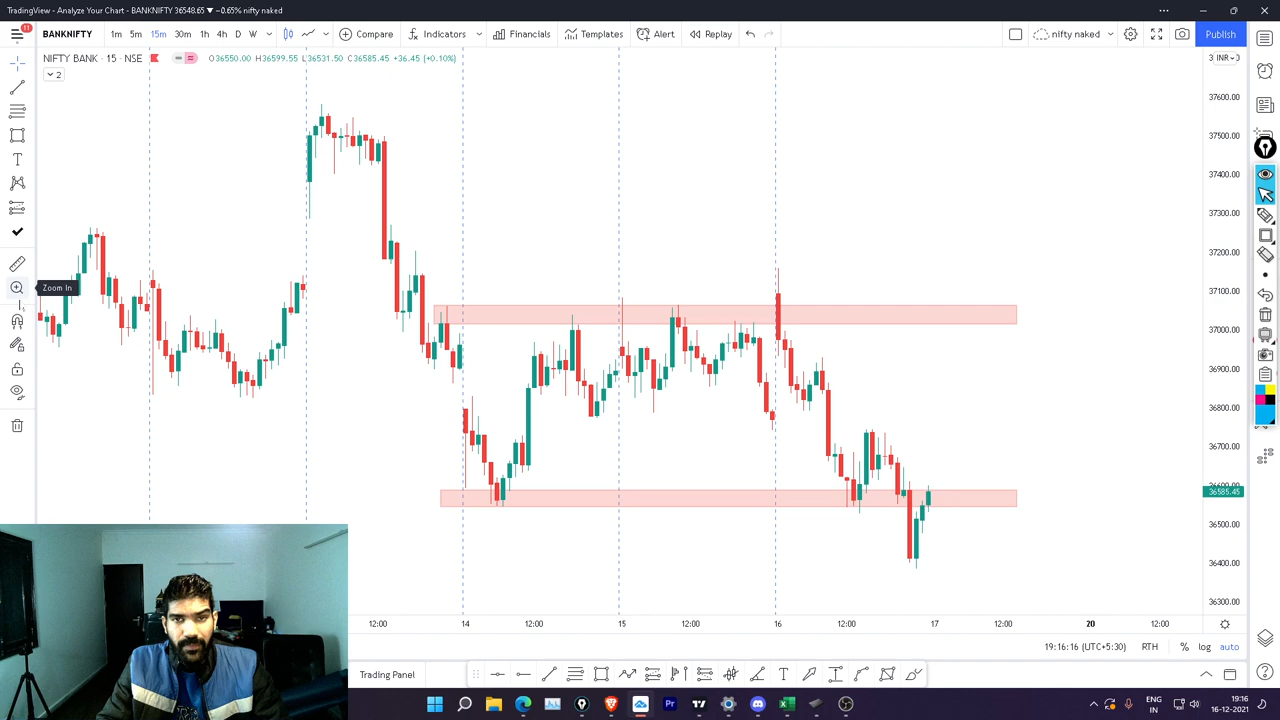 TradingView - Analyze Your Chart - BANKNIFTY 36548.65 ▼ −0.65% nifty naked
11
BANKNIFTY 1m 5m 15m 30m 1h 4h D W Compare Indicators Financials Templates Alert Replay nifty naked Publish
NIFTY BANK · 15 · NSE O36550.00 H36599.55 L36531.50 C36585.45 +36.45 (+0.10%)
INR
2
37600.00
37500.00
37400.00
37300.00
37200.00
37100.00
Zoom In
37000.00
36900.00
36800.00
36700.00
36585.45
36500.00
36400.00
36300.00
12:00 14 12:00 15 12:00 16 12:00 17 12:00 20 12:00
19:16:16 (UTC+5:30) RTH % log auto
Trading Panel
ENG
IN
19:16
16-12-2021